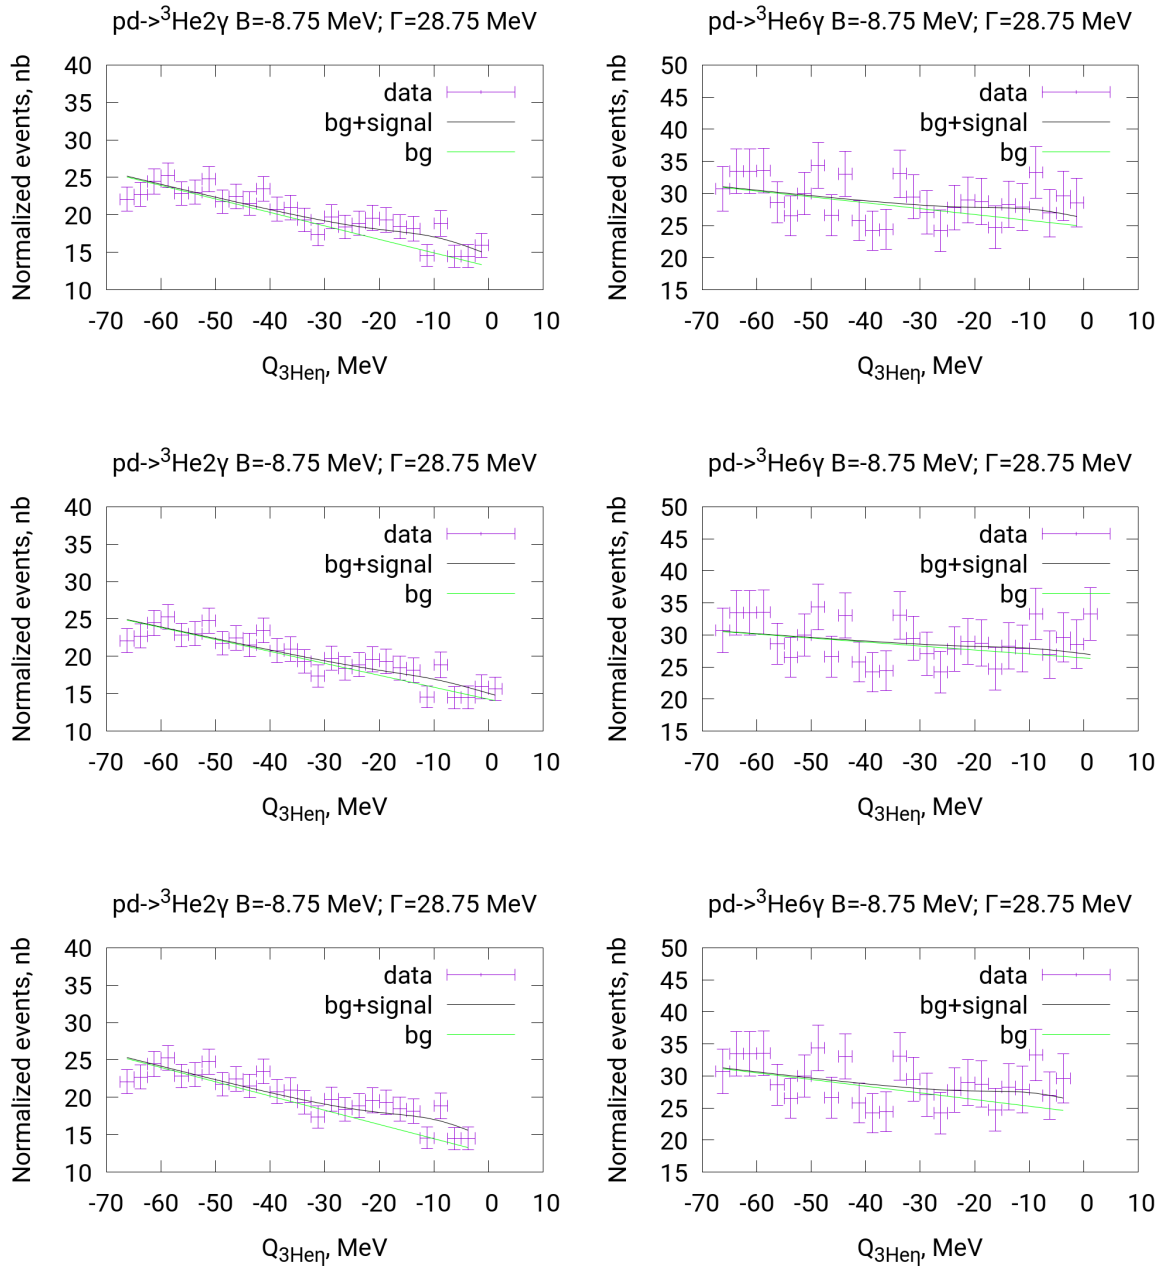 pd->³He2γ B=-8.75 MeV; Γ=28.75 MeV
Normalized events, nb
40
35
30
25
20
15
10
data
bg+signal
bg
-70 -60 -50 -40 -30 -20 -10 0 10
Q₃Heη, MeV
pd->³He6γ B=-8.75 MeV; Γ=28.75 MeV
Normalized events, nb
50
45
40
35
30
25
20
15
data
bg+signal
bg
-70 -60 -50 -40 -30 -20 -10 0 10
Q₃Heη, MeV
pd->³He2γ B=-8.75 MeV; Γ=28.75 MeV
Normalized events, nb
40
35
30
25
20
15
10
data
bg+signal
bg
-70 -60 -50 -40 -30 -20 -10 0 10
Q₃Heη, MeV
pd->³He6γ B=-8.75 MeV; Γ=28.75 MeV
Normalized events, nb
50
45
40
35
30
25
20
15
data
bg+signal
bg
-70 -60 -50 -40 -30 -20 -10 0 10
Q₃Heη, MeV
pd->³He2γ B=-8.75 MeV; Γ=28.75 MeV
Normalized events, nb
40
35
30
25
20
15
10
data
bg+signal
bg
-70 -60 -50 -40 -30 -20 -10 0 10
Q₃Heη, MeV
pd->³He6γ B=-8.75 MeV; Γ=28.75 MeV
Normalized events, nb
50
45
40
35
30
25
20
15
data
bg+signal
bg
-70 -60 -50 -40 -30 -20 -10 0 10
Q₃Heη, MeV